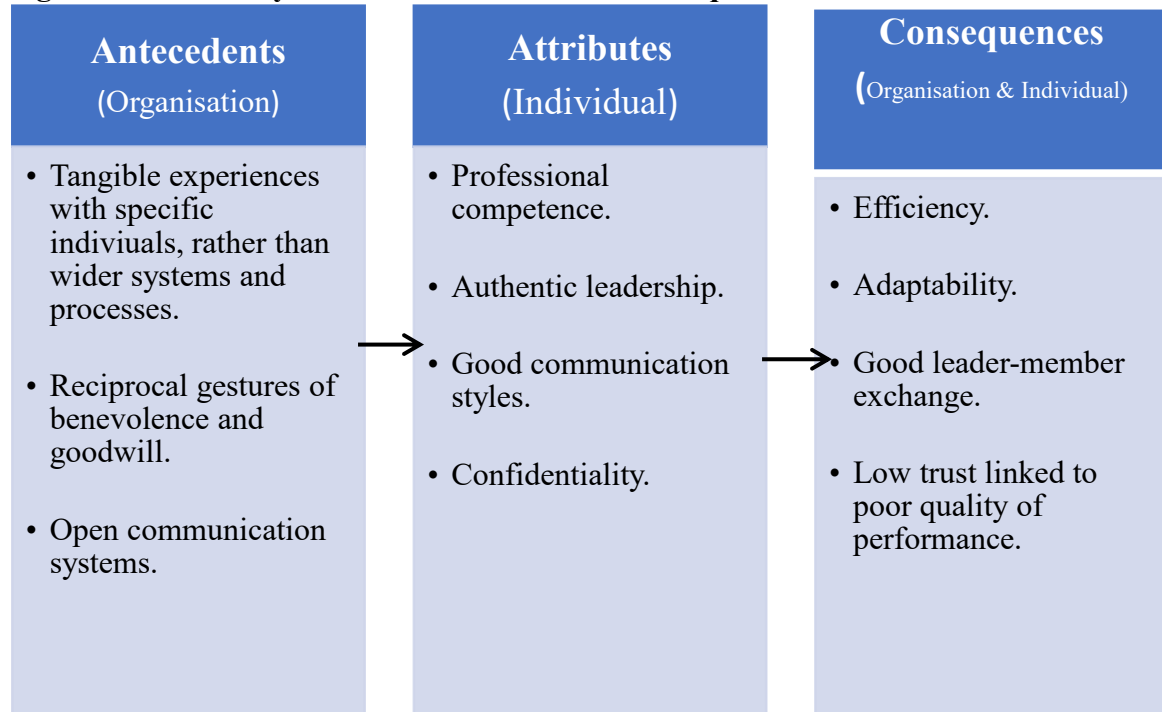 Antecedents
(Organisation)
• Tangible experiences
with specific
indiviuals, rather than
wider systems and
processes.
• Reciprocal gestures of
benevolence and
goodwill.
• Open communication
systems.
Attributes
(Individual)
• Professional
competence.
• Authentic leadership.
• Good communication
styles.
• Confidentiality.
Consequences
(Organisation & Individual)
• Efficiency.
• Adaptability.
• Good leader-member
exchange.
• Low trust linked to
poor quality of
performance.